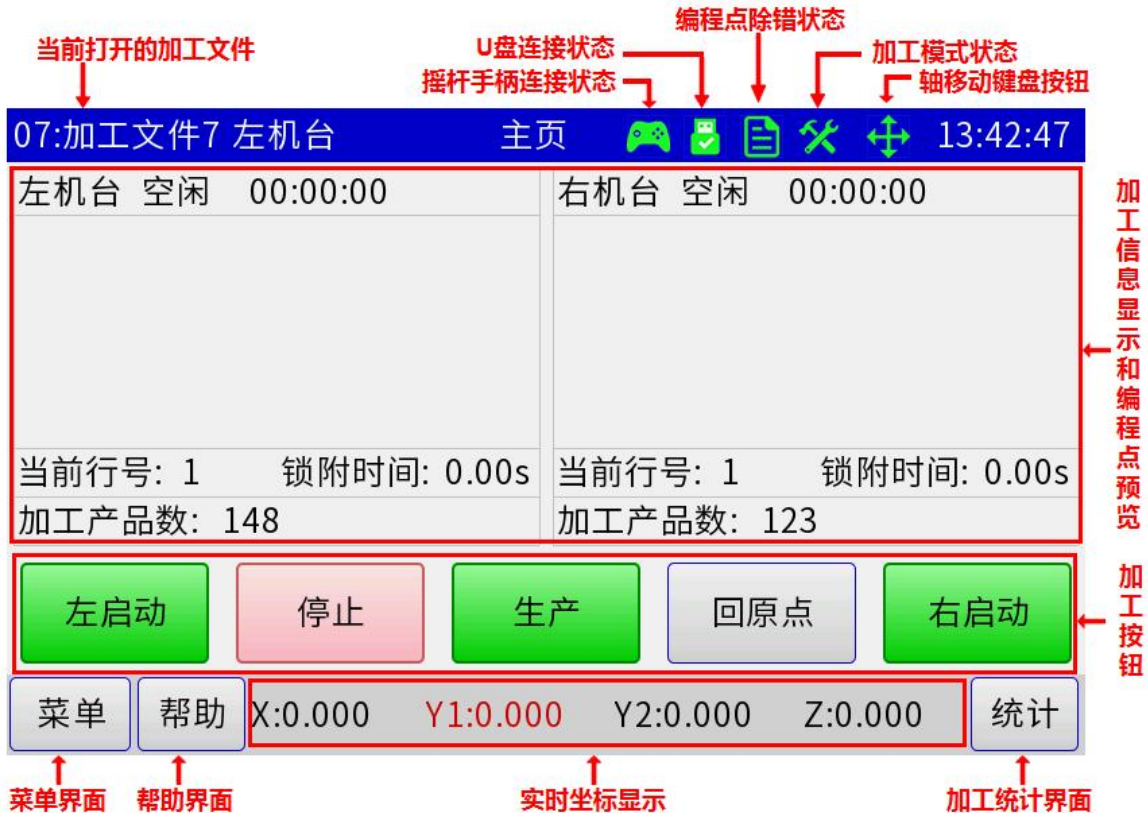 编程点除错状态
当前打开的加工文件
U盘连接状态
加工模式状态
摇杆手柄连接状态
轴移动键盘按钮
07:加工文件7 左机台 主页 13:42:47
左机台 空闲 00:00:00
右机台 空闲 00:00:00
当前行号: 1 锁附时间: 0.00s
当前行号: 1 锁附时间: 0.00s
加工产品数: 148
加工产品数: 123
加工信息显示和编程点预览
左启动 停止 生产 回原点 右启动
加工按钮
菜单 帮助 X:0.000 Y1:0.000 Y2:0.000 Z:0.000 统计
菜单界面 帮助界面 实时坐标显示 加工统计界面